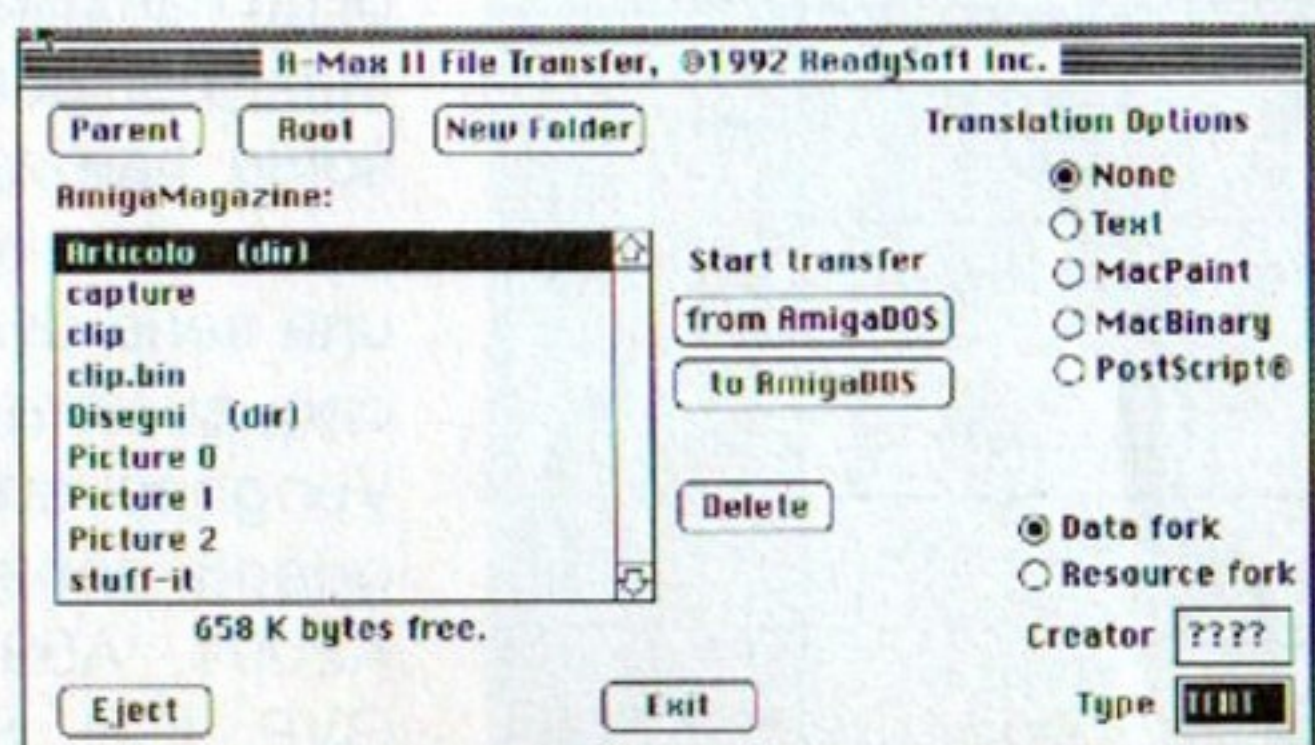 A-Max II File Transfer, ©1992 ReadySoft Inc.
Parent Root New Folder
AmigaMagazine:
Articolo (dir)
capture
clip
clip.bin
Disegni (dir)
Picture 0
Picture 1
Picture 2
stuff-it
658 K bytes free.
Eject
Start transfer
from AmigaDOS
to AmigaDOS
Delete
Exit
Translation Options
None
Text
MacPaint
MacBinary
PostScript®
Data fork
Resource fork
Creator ????
Type TEXT